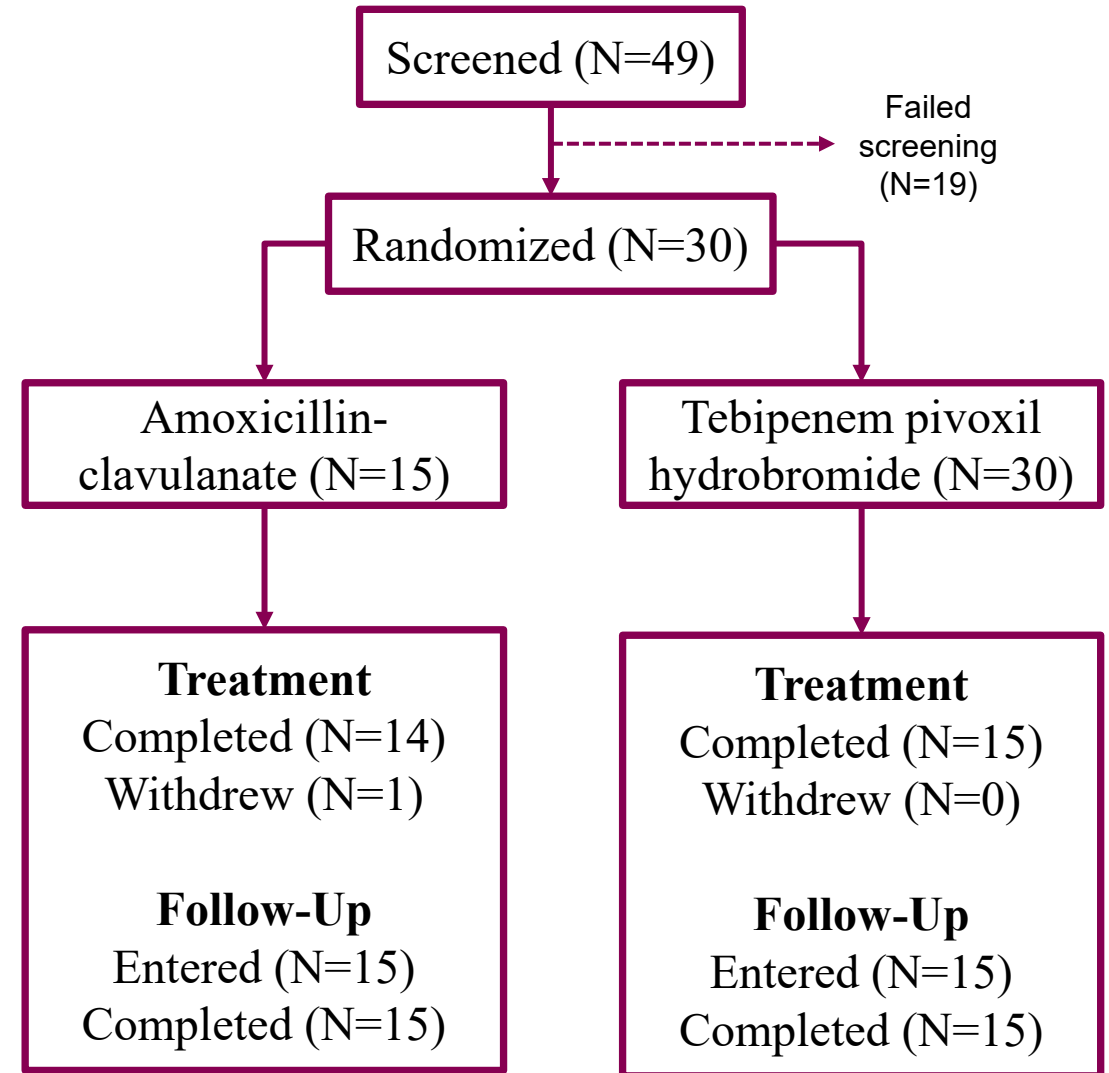 Screened (N=49)
Failed
screening
(N=19)
Randomized (N=30)
Amoxicillin-
clavulanate (N=15)
Tebipenem pivoxil
hydrobromide (N=30)
Treatment
Completed (N=14)
Withdrew (N=1)
Follow-Up
Entered (N=15)
Completed (N=15)
Treatment
Completed (N=15)
Withdrew (N=0)
Follow-Up
Entered (N=15)
Completed (N=15)